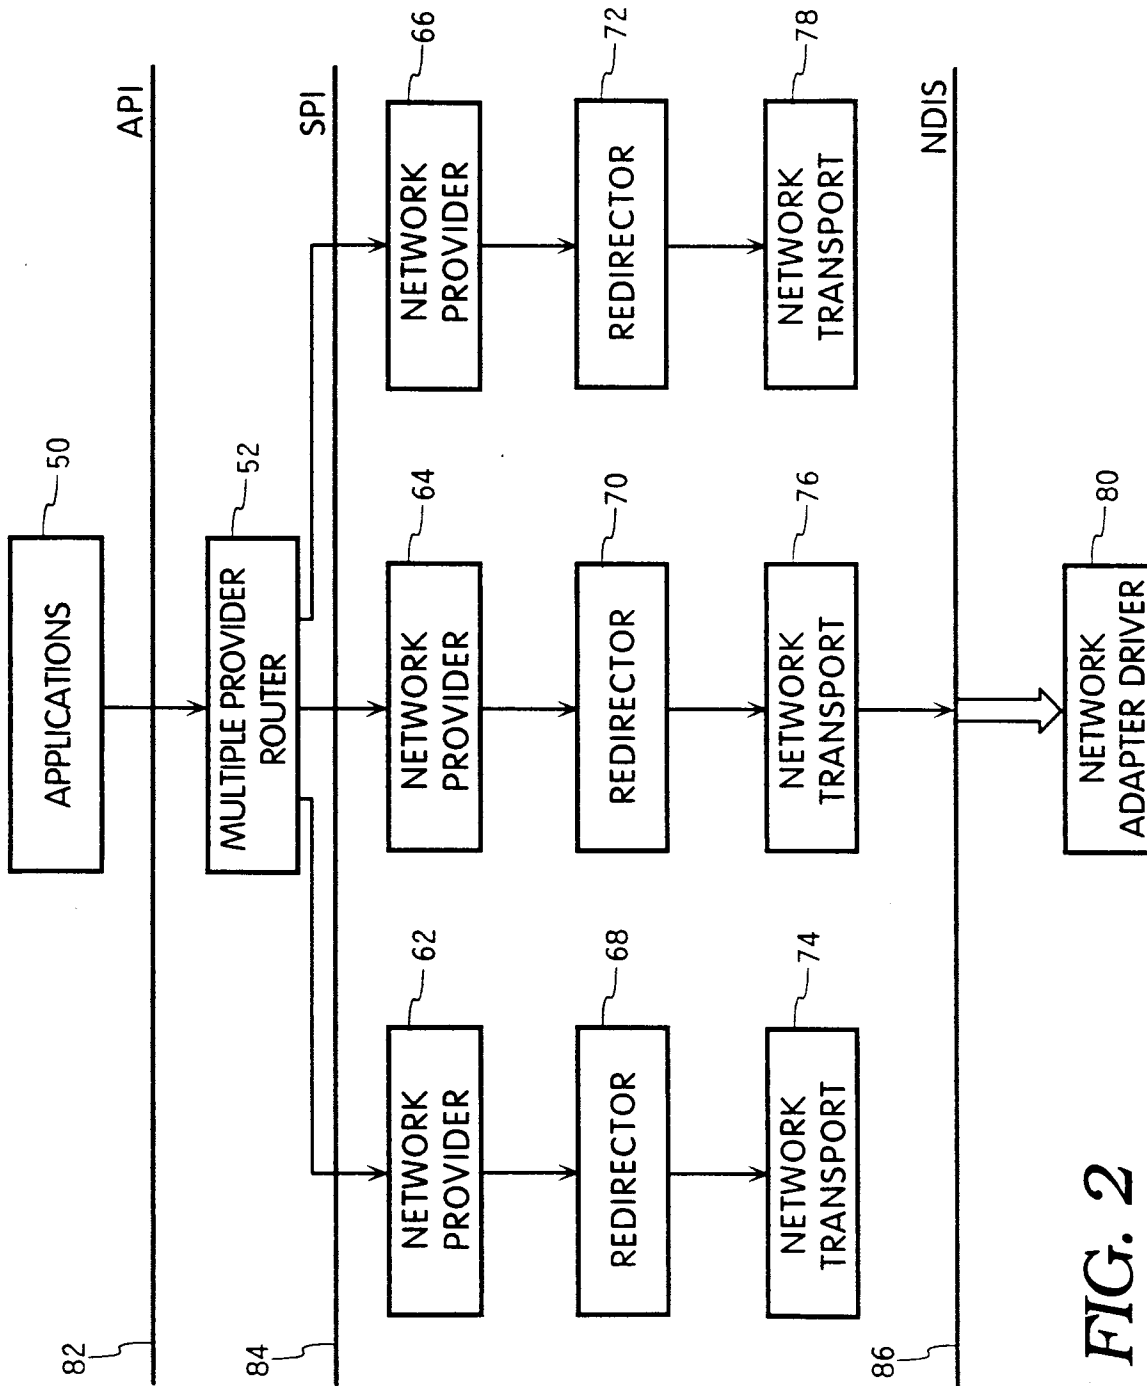 APPLICATIONS
50
API
82
MULTIPLE PROVIDER
ROUTER
52
SPI
84
NETWORK
PROVIDER
62
NETWORK
PROVIDER
64
NETWORK
PROVIDER
66
REDIRECTOR
68
REDIRECTOR
70
REDIRECTOR
72
NETWORK
TRANSPORT
74
NETWORK
TRANSPORT
76
NETWORK
TRANSPORT
78
NDIS
86
NETWORK
ADAPTER DRIVER
80
FIG. 2